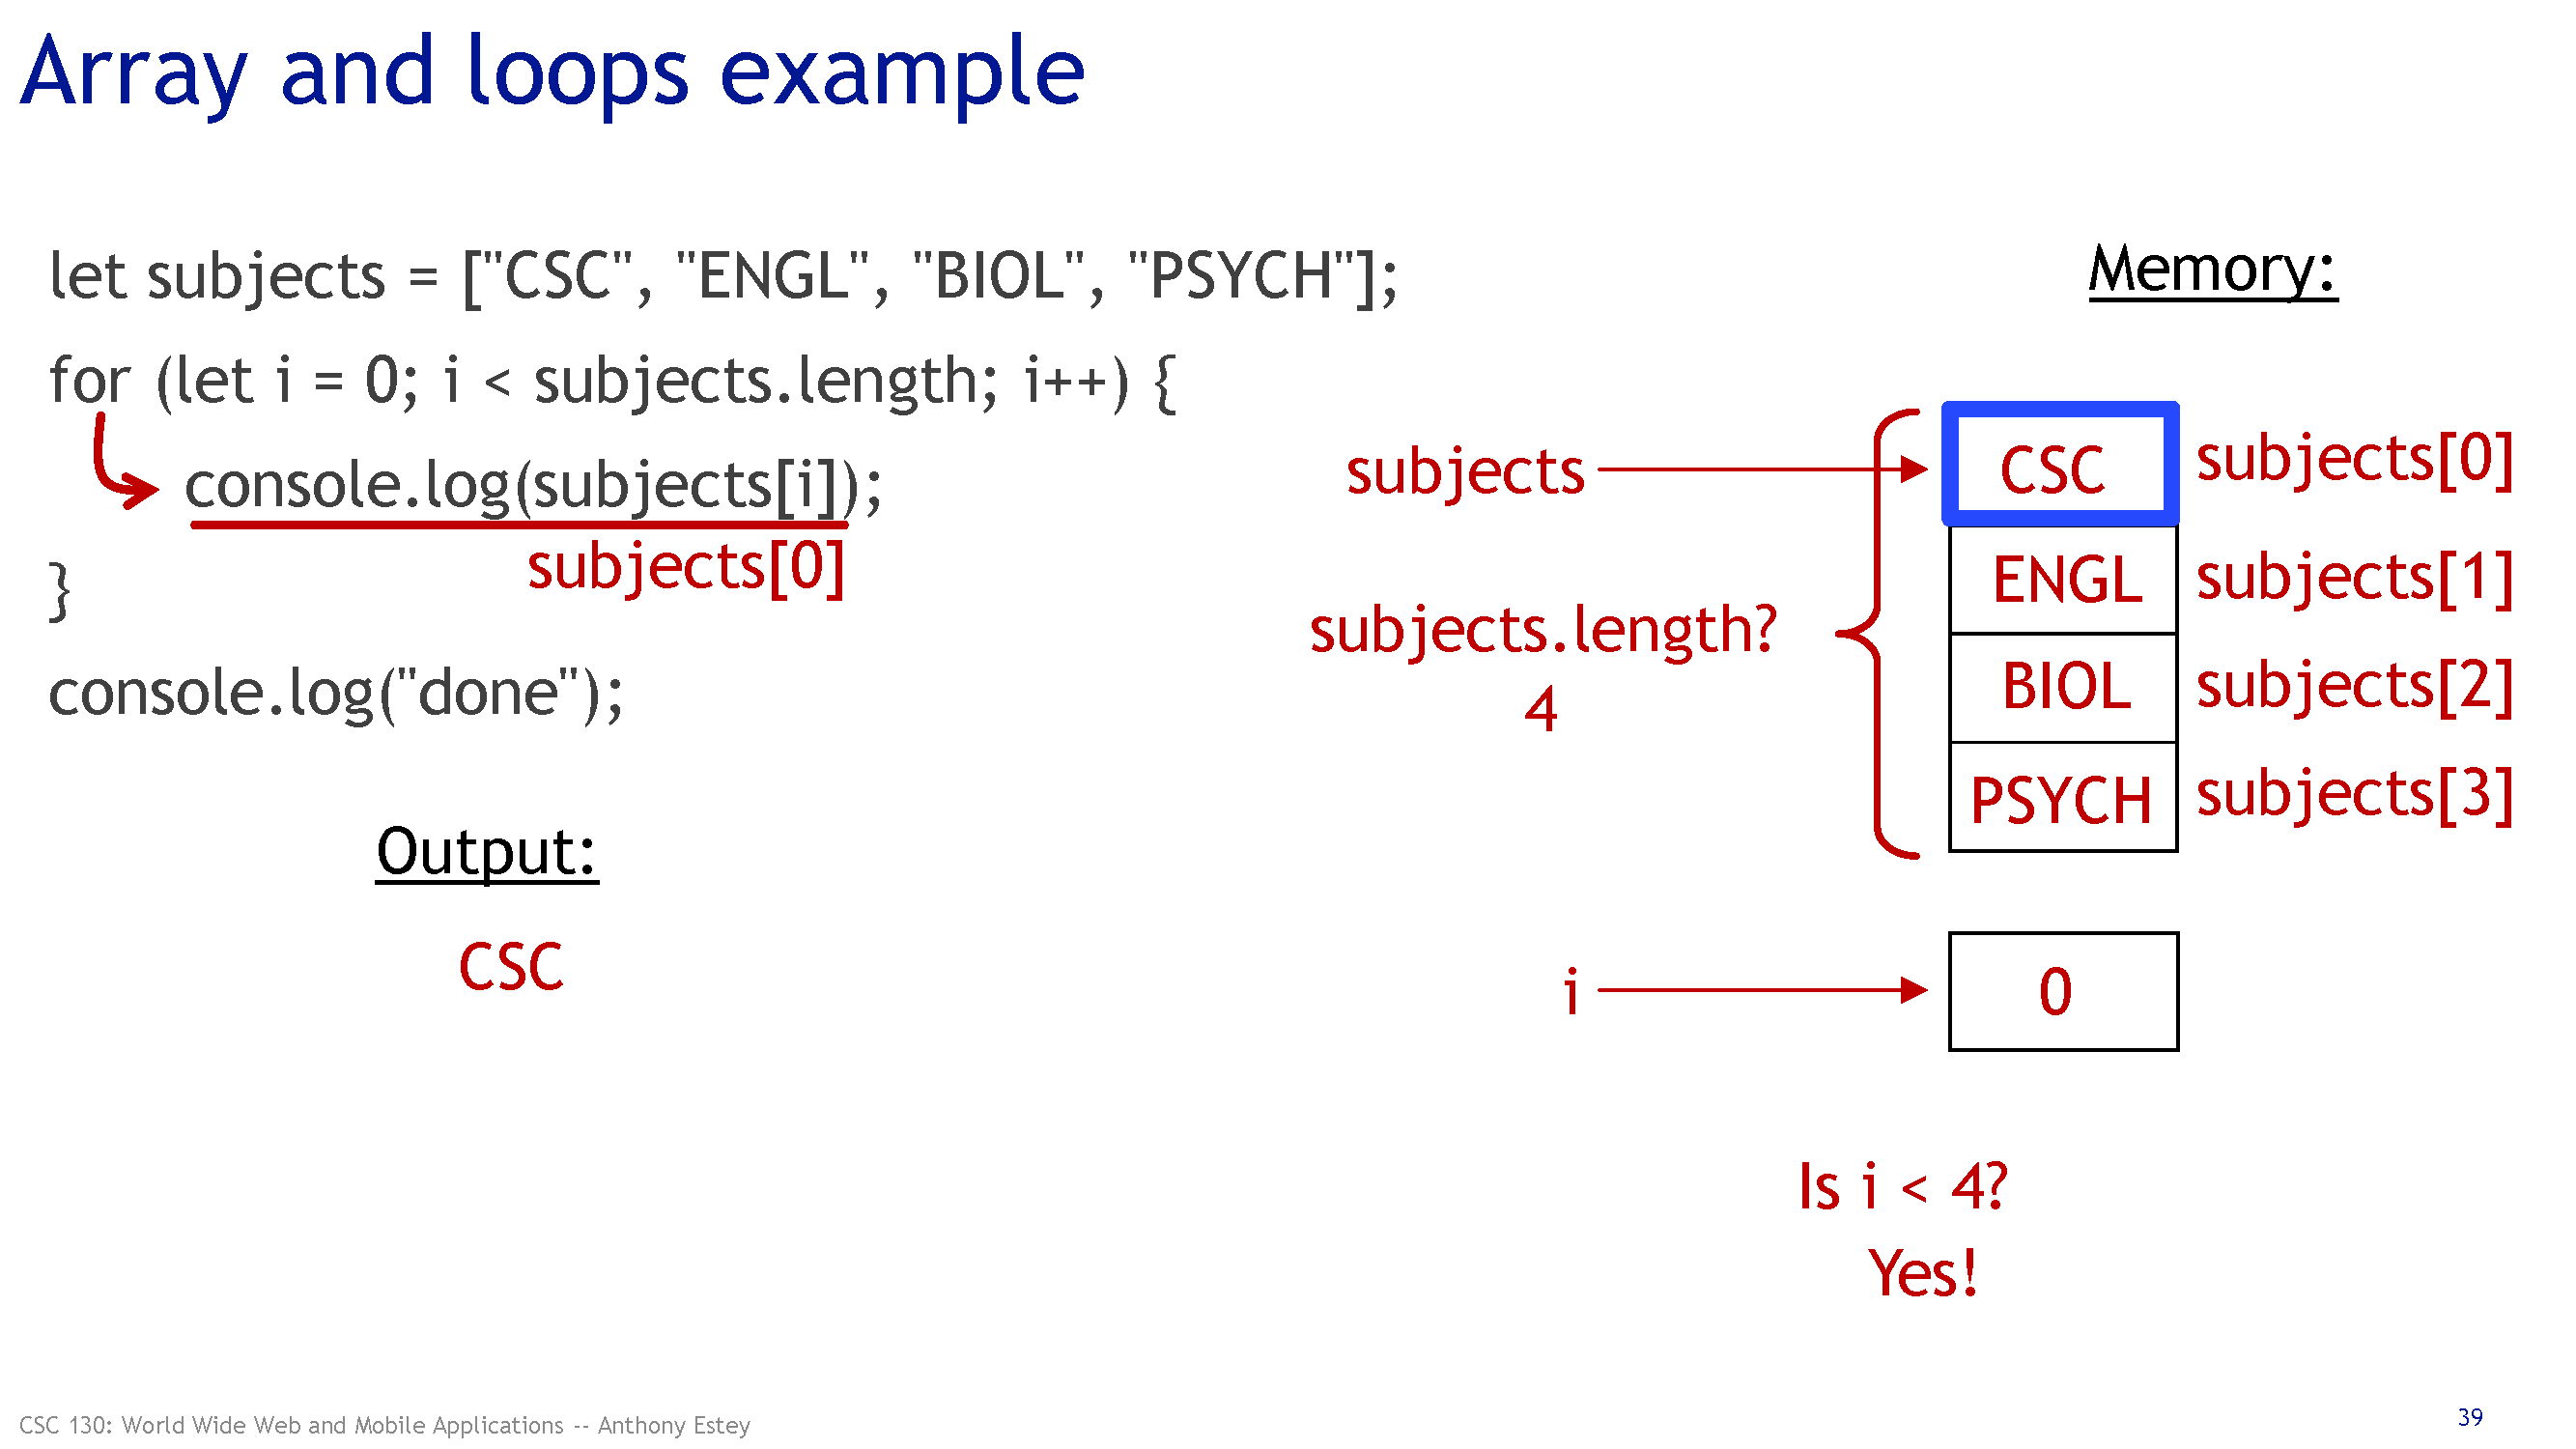 Array and loops example
let subjects = ["CSC", "ENGL", "BIOL", "PSYCH"];
for (let i = 0; i < subjects.length; i++) {
console.log(subjects[i]);
subjects[0]
}
console.log("done");
Output:
CSC
Memory:
subjects
CSC
subjects[0]
ENGL
subjects[1]
subjects.length?
4
BIOL
subjects[2]
PSYCH
subjects[3]
i
0
Is i < 4?
Yes!
CSC 130: World Wide Web and Mobile Applications -- Anthony Estey
39